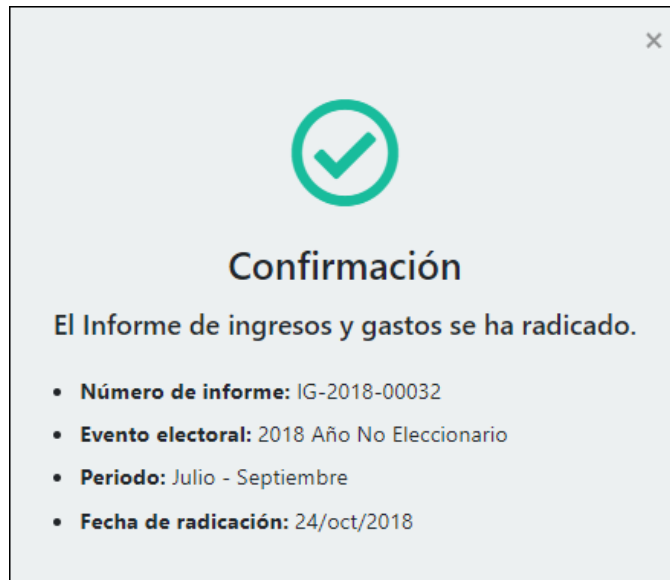 Confirmación
El Informe de ingresos y gastos se ha radicado.
• Número de informe: IG-2018-00032
• Evento electoral: 2018 Año No Eleccionario
• Periodo: Julio - Septiembre
• Fecha de radicación: 24/oct/2018